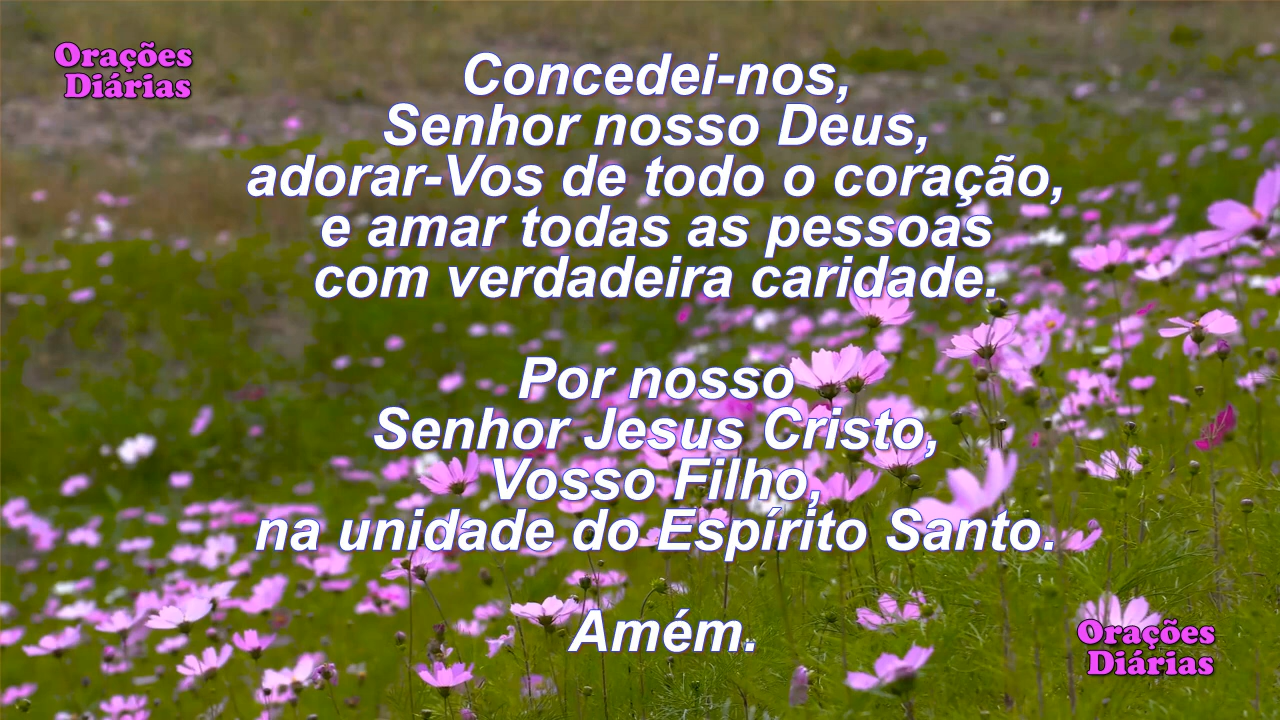 Orações
Diárias
Concedei-nos,
Senhor nosso Deus,
adorar-Vos de todo o coração,
e amar todas as pessoas
com verdadeira caridade.
Por nosso
Senhor Jesus Cristo,
Vosso Filho,
na unidade do Espírito Santo.
Amém.
Orações
Diárias